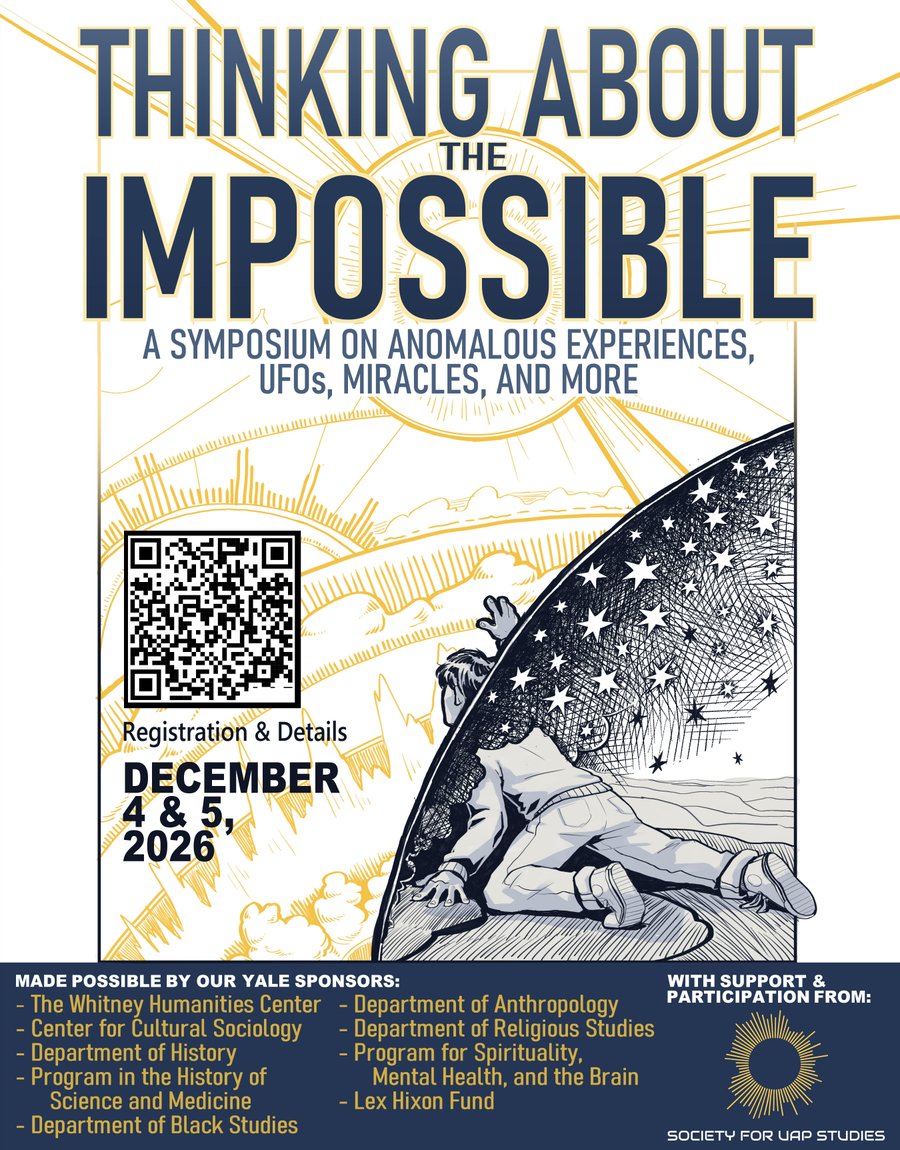 THINKING ABOUT
THE
IMPOSSIBLE
A SYMPOSIUM ON ANOMALOUS EXPERIENCES,
UFOs, MIRACLES, AND MORE
Registration & Details
DECEMBER
4 & 5,
2026
MADE POSSIBLE BY OUR YALE SPONSORS:
- The Whitney Humanities Center
- Center for Cultural Sociology
- Department of History
- Program in the History of
Science and Medicine
- Department of Black Studies
- Department of Anthropology
- Department of Religious Studies
- Program for Spirituality,
Mental Health, and the Brain
- Lex Hixon Fund
WITH SUPPORT &
PARTICIPATION FROM:
SOCIETY FOR UAP STUDIES